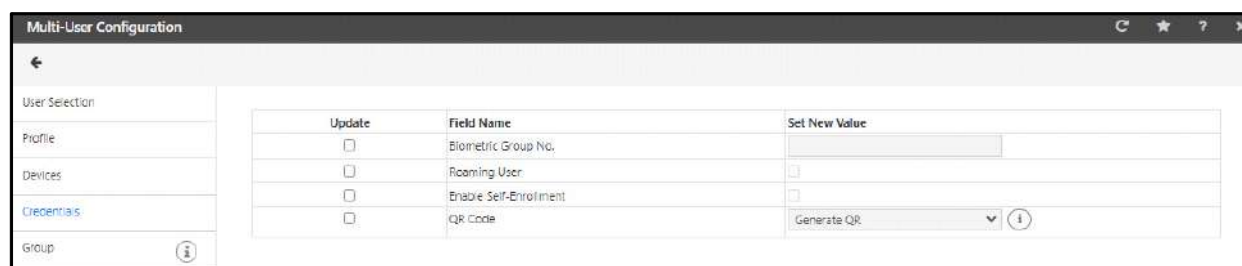 Multi-User Configuration
User Selection
Profile
Devices
Credentials
Group
Update Field Name Set New Value
Biometric Group No.
Roaming User
Enable Self-Enrollment
QR Code Generate QR